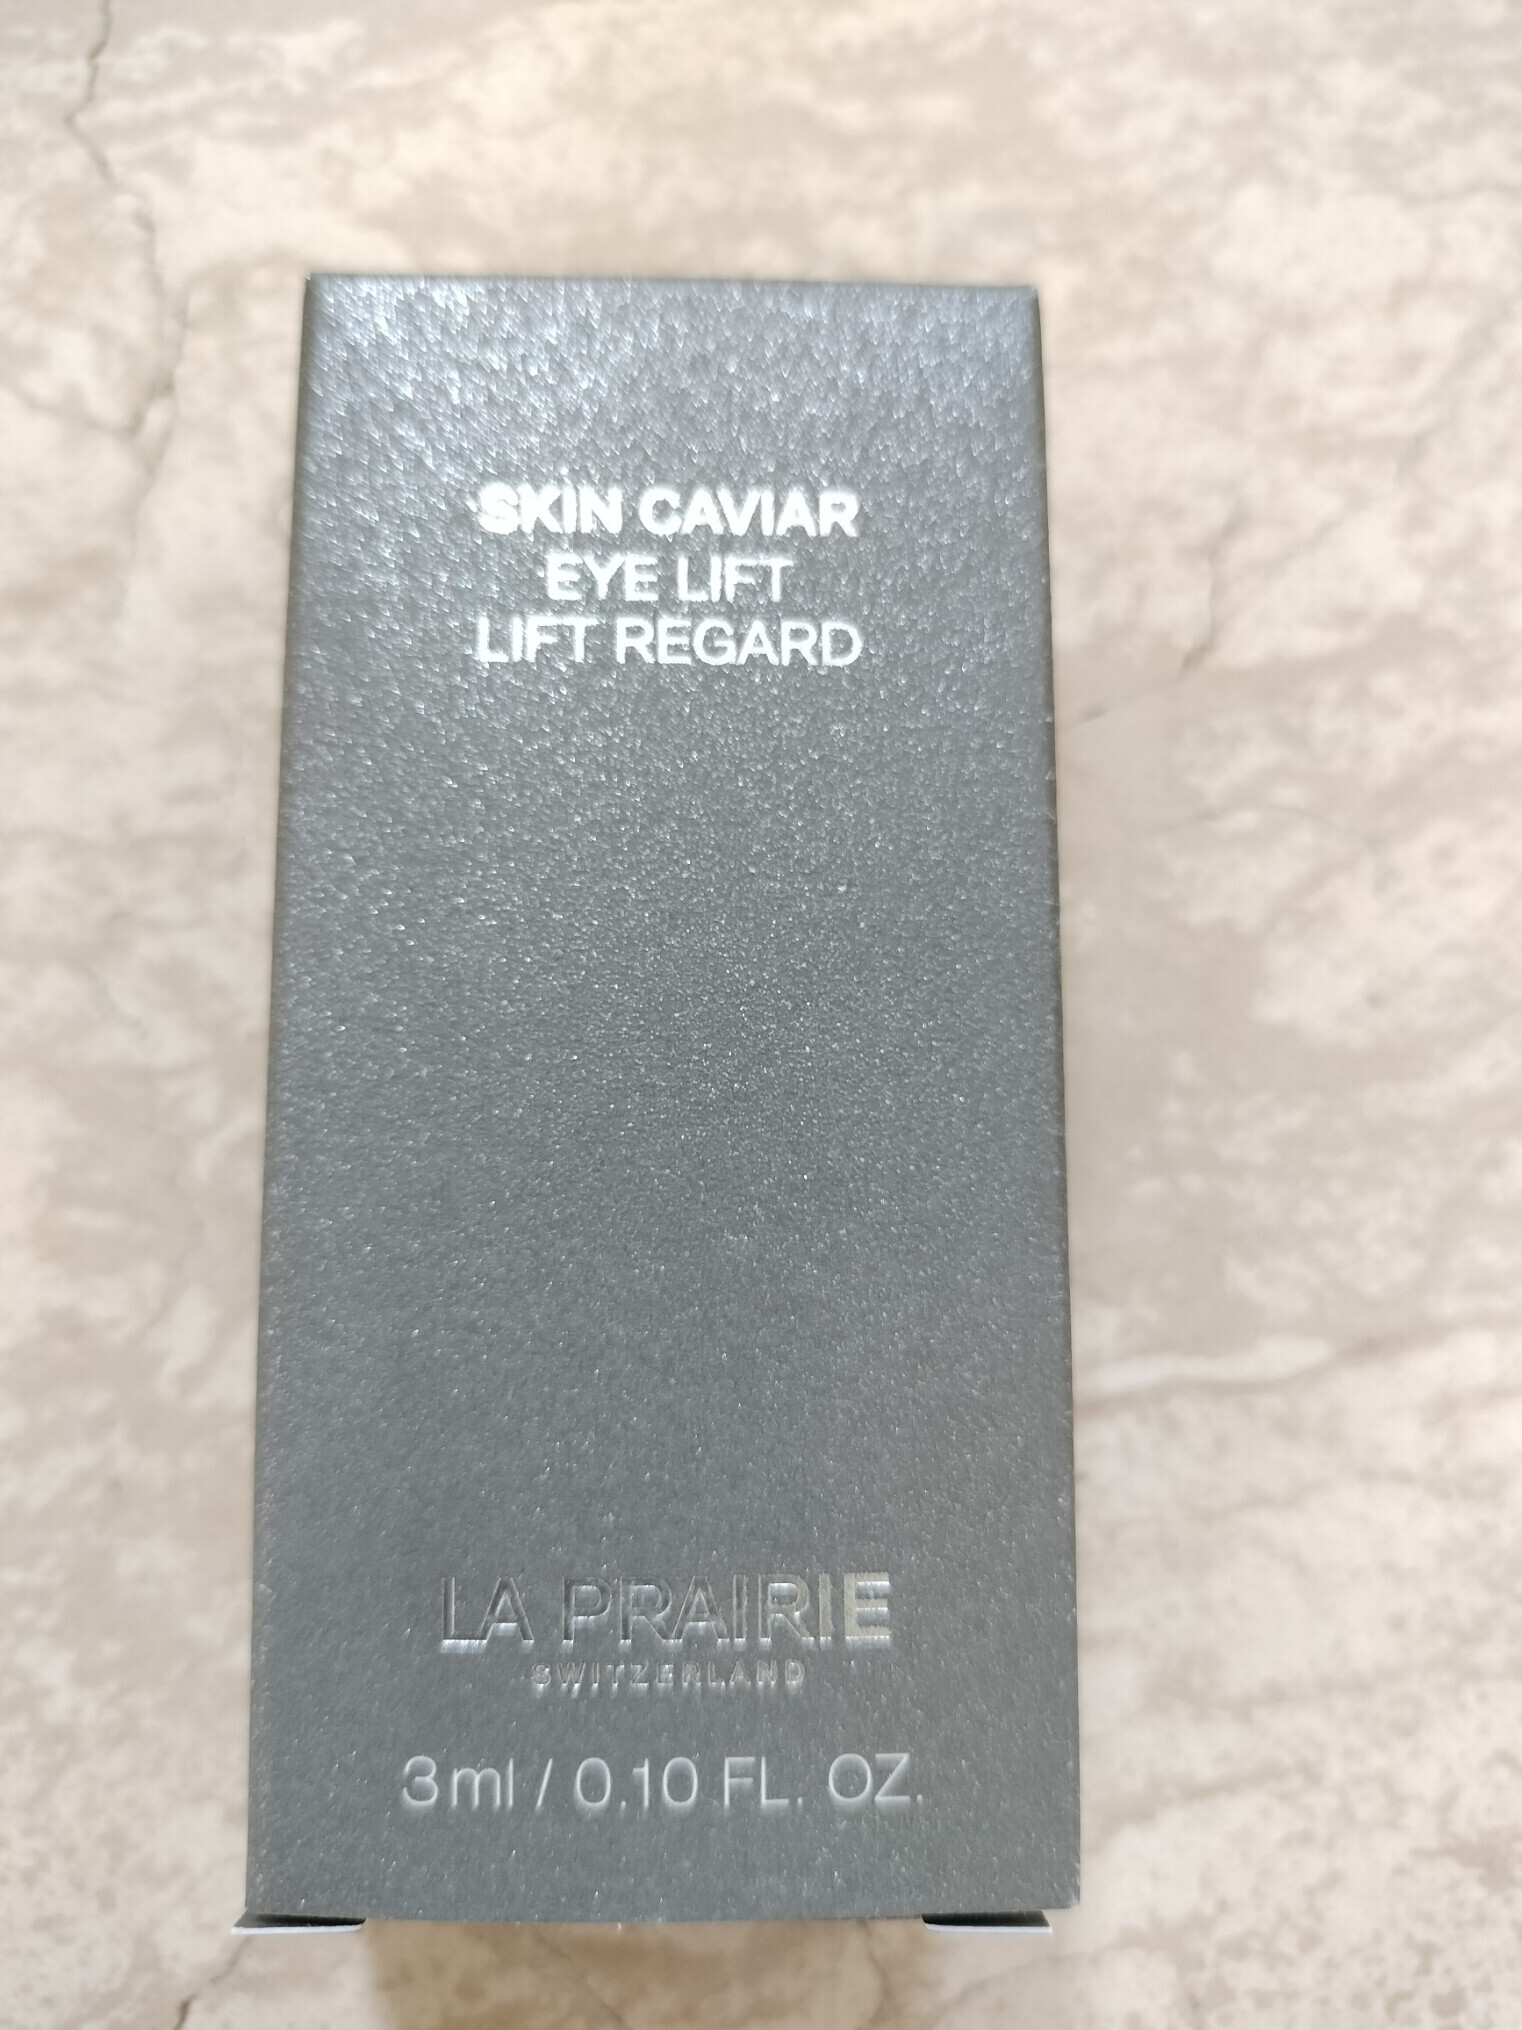 SKIN CAVIAR
EYE LIFT
LIFT REGARD
LA PRAIRIE
SWITZERLAND
3 ml / 0.10 FL. OZ.